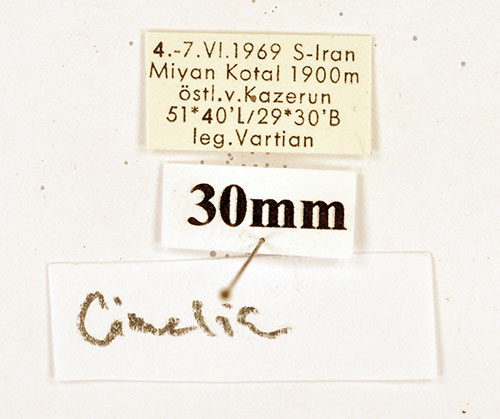 4.-7.VI.1969 S-Iran
Miyan Kotal 1900m
östl.v.Kazerun
51°40'L/29°30'B
leg.Vartian
30mm
Cimelia